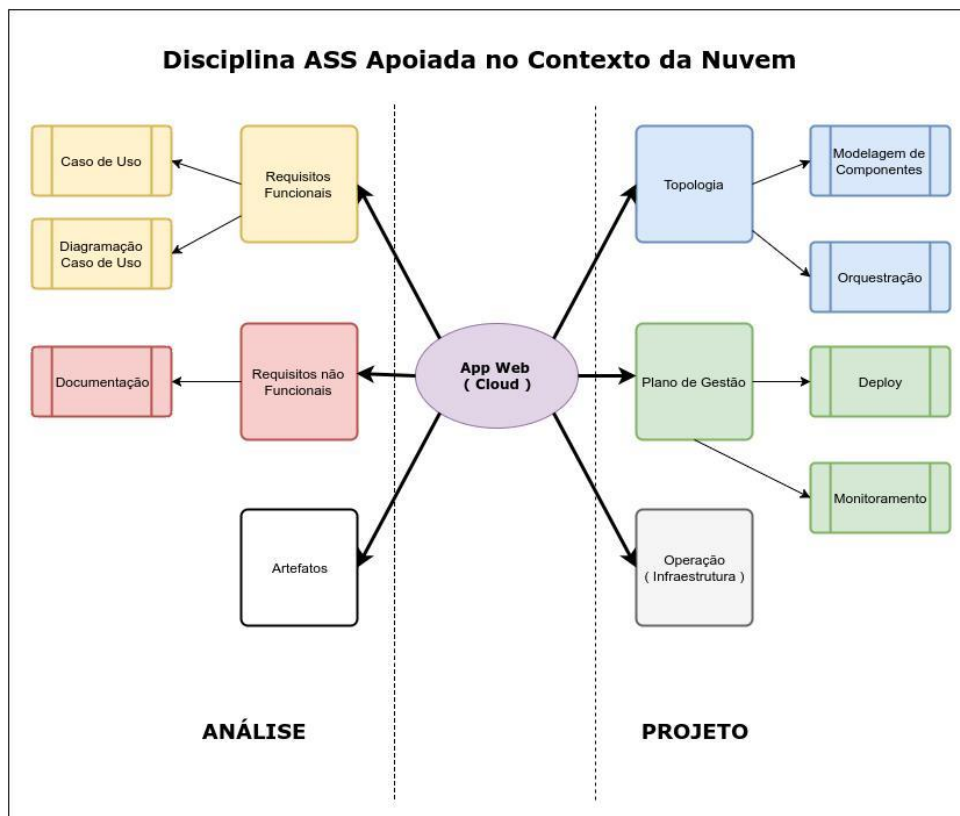 Disciplina ASS Apoiada no Contexto da Nuvem
Caso de Uso
Diagramação
Caso de Uso
Requisitos
Funcionais
Documentação
Requisitos não
Funcionais
Artefatos
App Web
( Cloud )
Topologia
Modelagem de
Componentes
Orquestração
Plano de Gestão
Deploy
Monitoramento
Operação
( Infraestrutura )
ANÁLISE
PROJETO